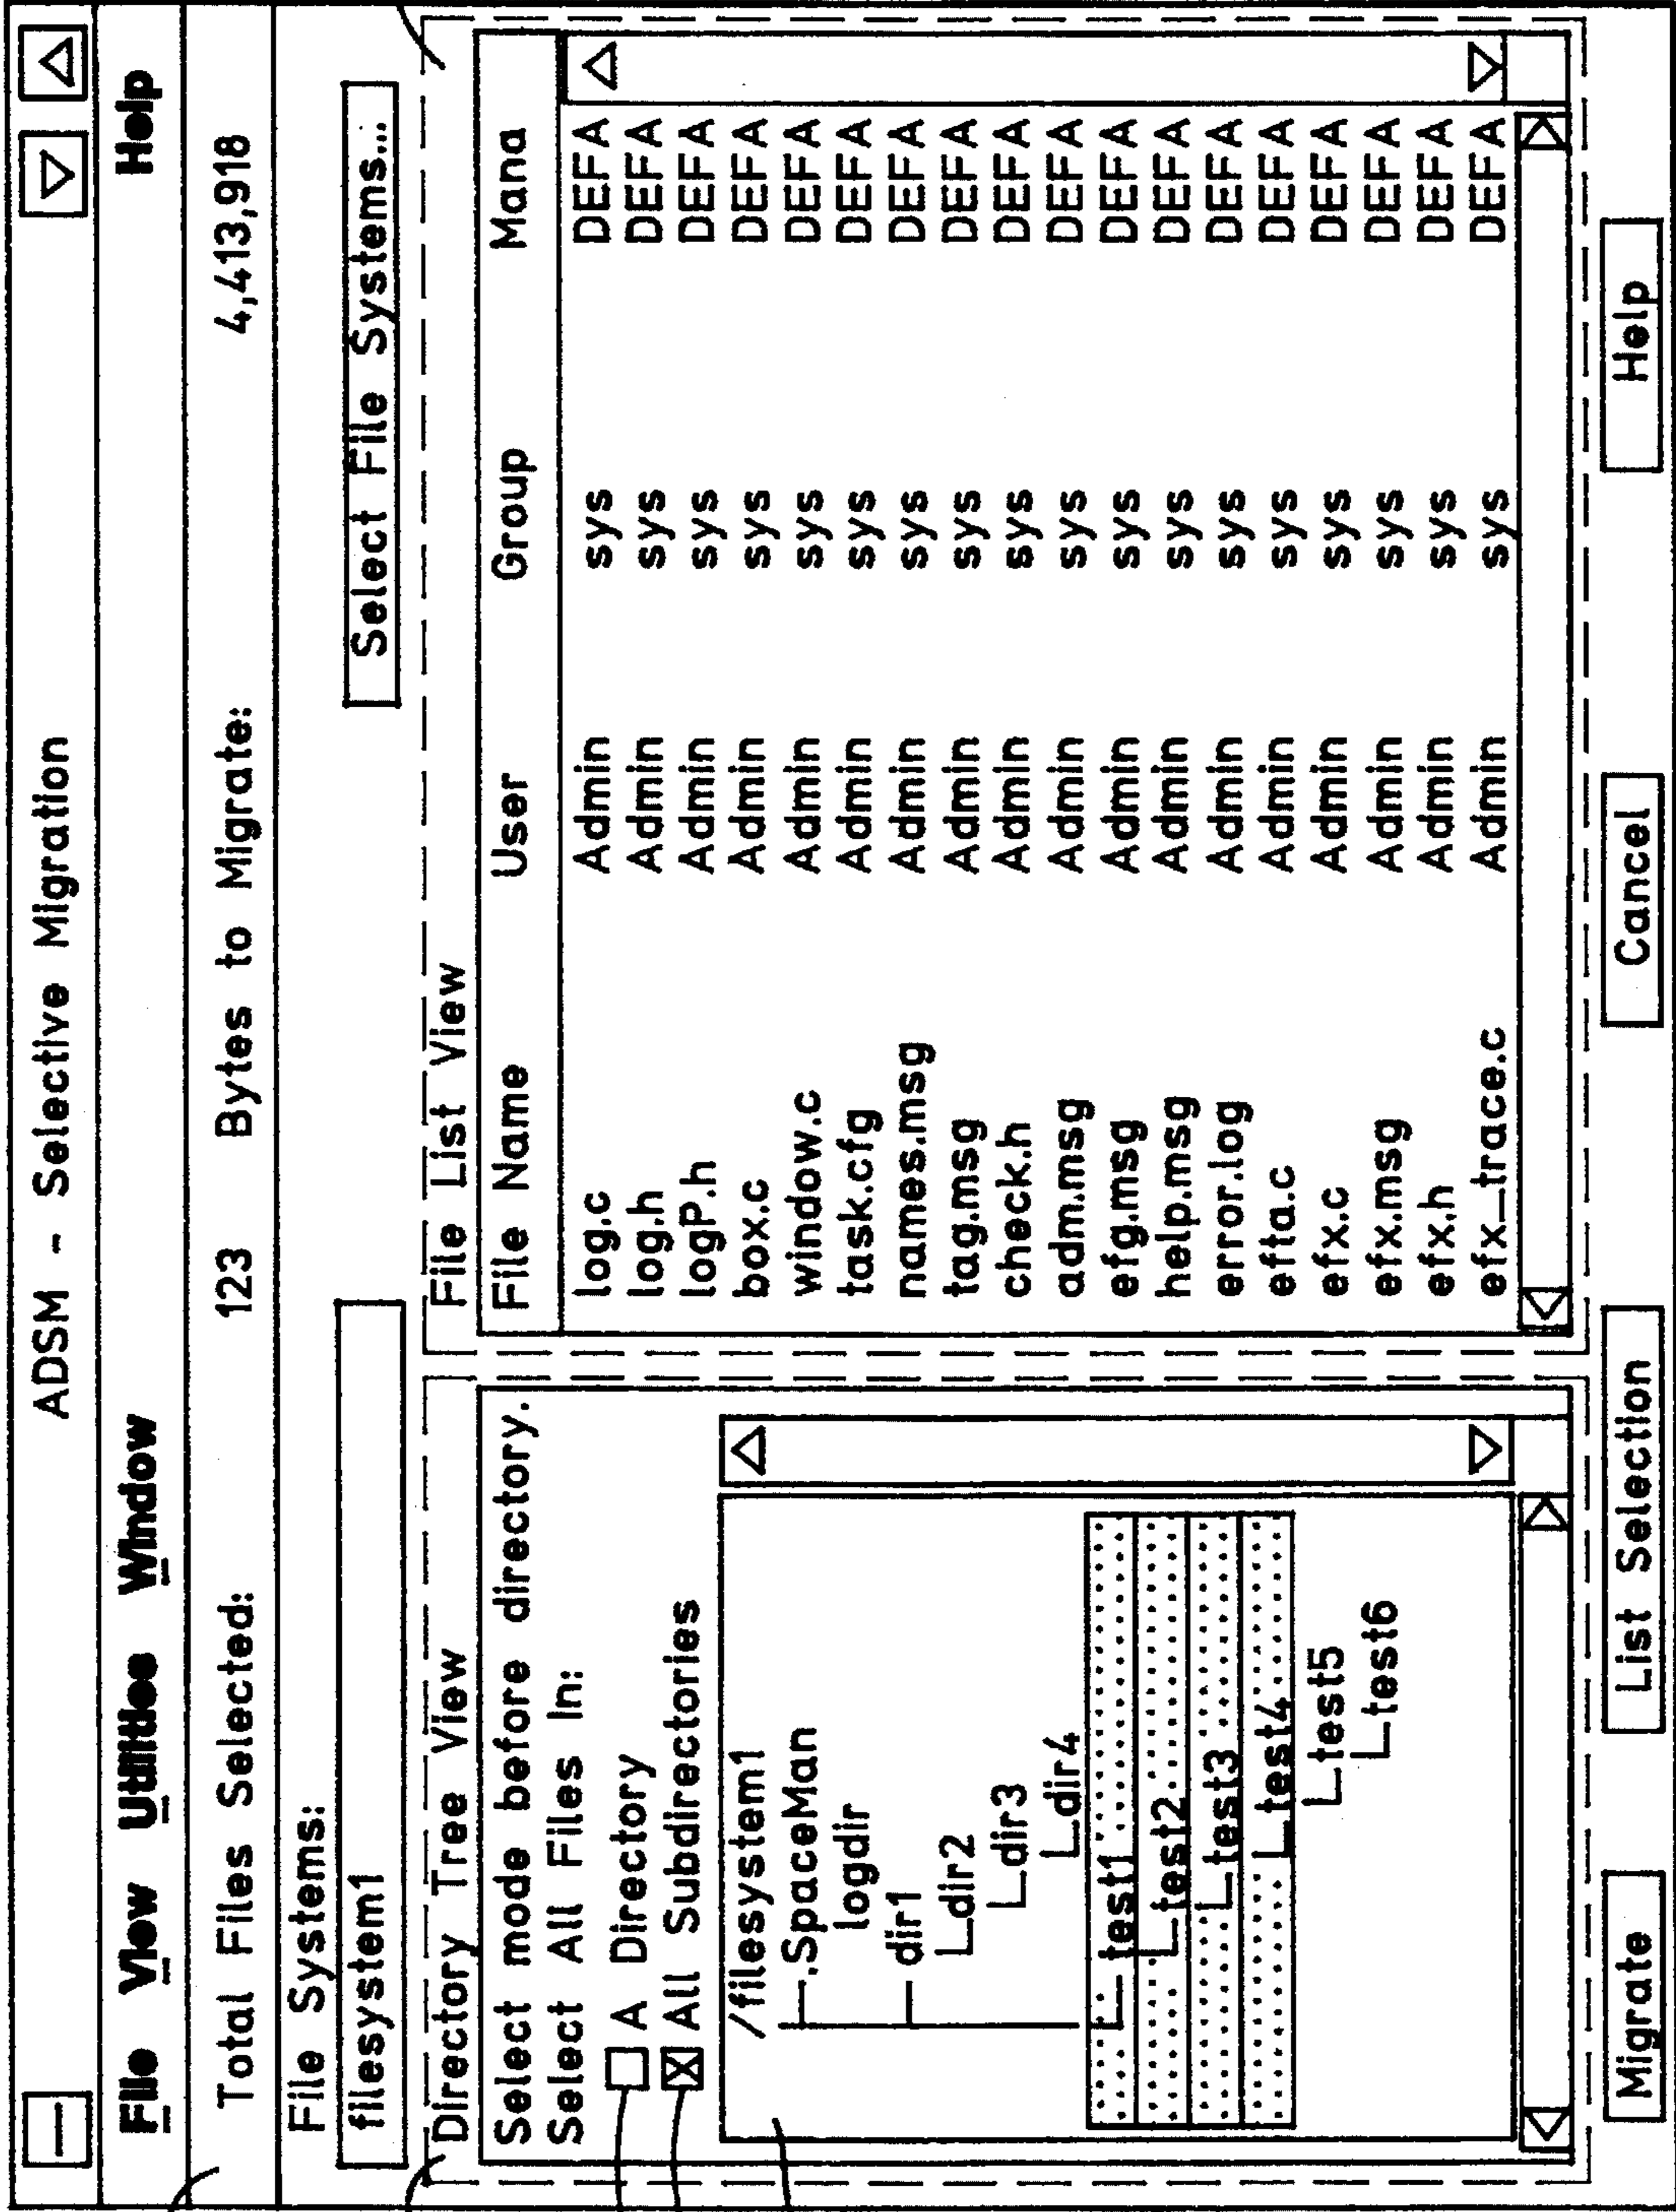 ADSM - Selective Migration
File View Utilities Window Help
Total Files Selected: 123 Bytes to Migrate: 4,413,918
File Systems:
filesystem1
Select File Systems...
Directory Tree View
Select mode before directory.
Select All Files In:
A Directory
All Subdirectories
/filesystem1
.SpaceMan
logdir
dir1
dir2
dir3
dir4
test1
test2
test3
test4
test5
test6
File List View
File Name User Group Mana
log.c Admin sys DEFA
log.h Admin sys DEFA
logP.h Admin sys DEFA
box.c Admin sys DEFA
window.c Admin sys DEFA
task.cfg Admin sys DEFA
names.msg Admin sys DEFA
tag.msg Admin sys DEFA
check.h Admin sys DEFA
adm.msg Admin sys DEFA
efg.msg Admin sys DEFA
help.msg Admin sys DEFA
error.log Admin sys DEFA
efta.c Admin sys DEFA
efx.c Admin sys DEFA
efx.msg Admin sys DEFA
efx.h Admin sys DEFA
efx_trace.c Admin sys DEFA
Migrate List Selection Cancel Help